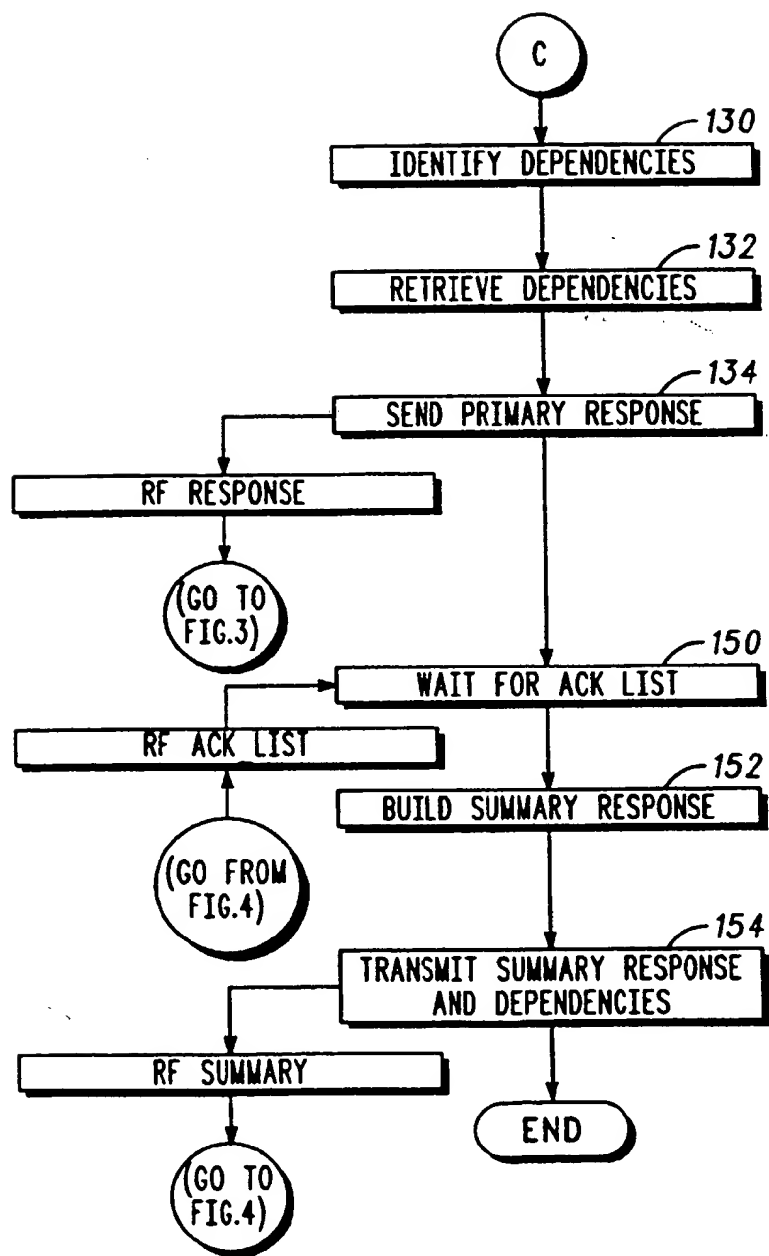 C
130
IDENTIFY DEPENDENCIES
132
RETRIEVE DEPENDENCIES
134
SEND PRIMARY RESPONSE
RF RESPONSE
(GO TO
FIG.3)
150
WAIT FOR ACK LIST
RF ACK LIST
152
BUILD SUMMARY RESPONSE
(GO FROM
FIG.4)
154
TRANSMIT SUMMARY RESPONSE
AND DEPENDENCIES
RF SUMMARY
END
(GO TO
FIG.4)